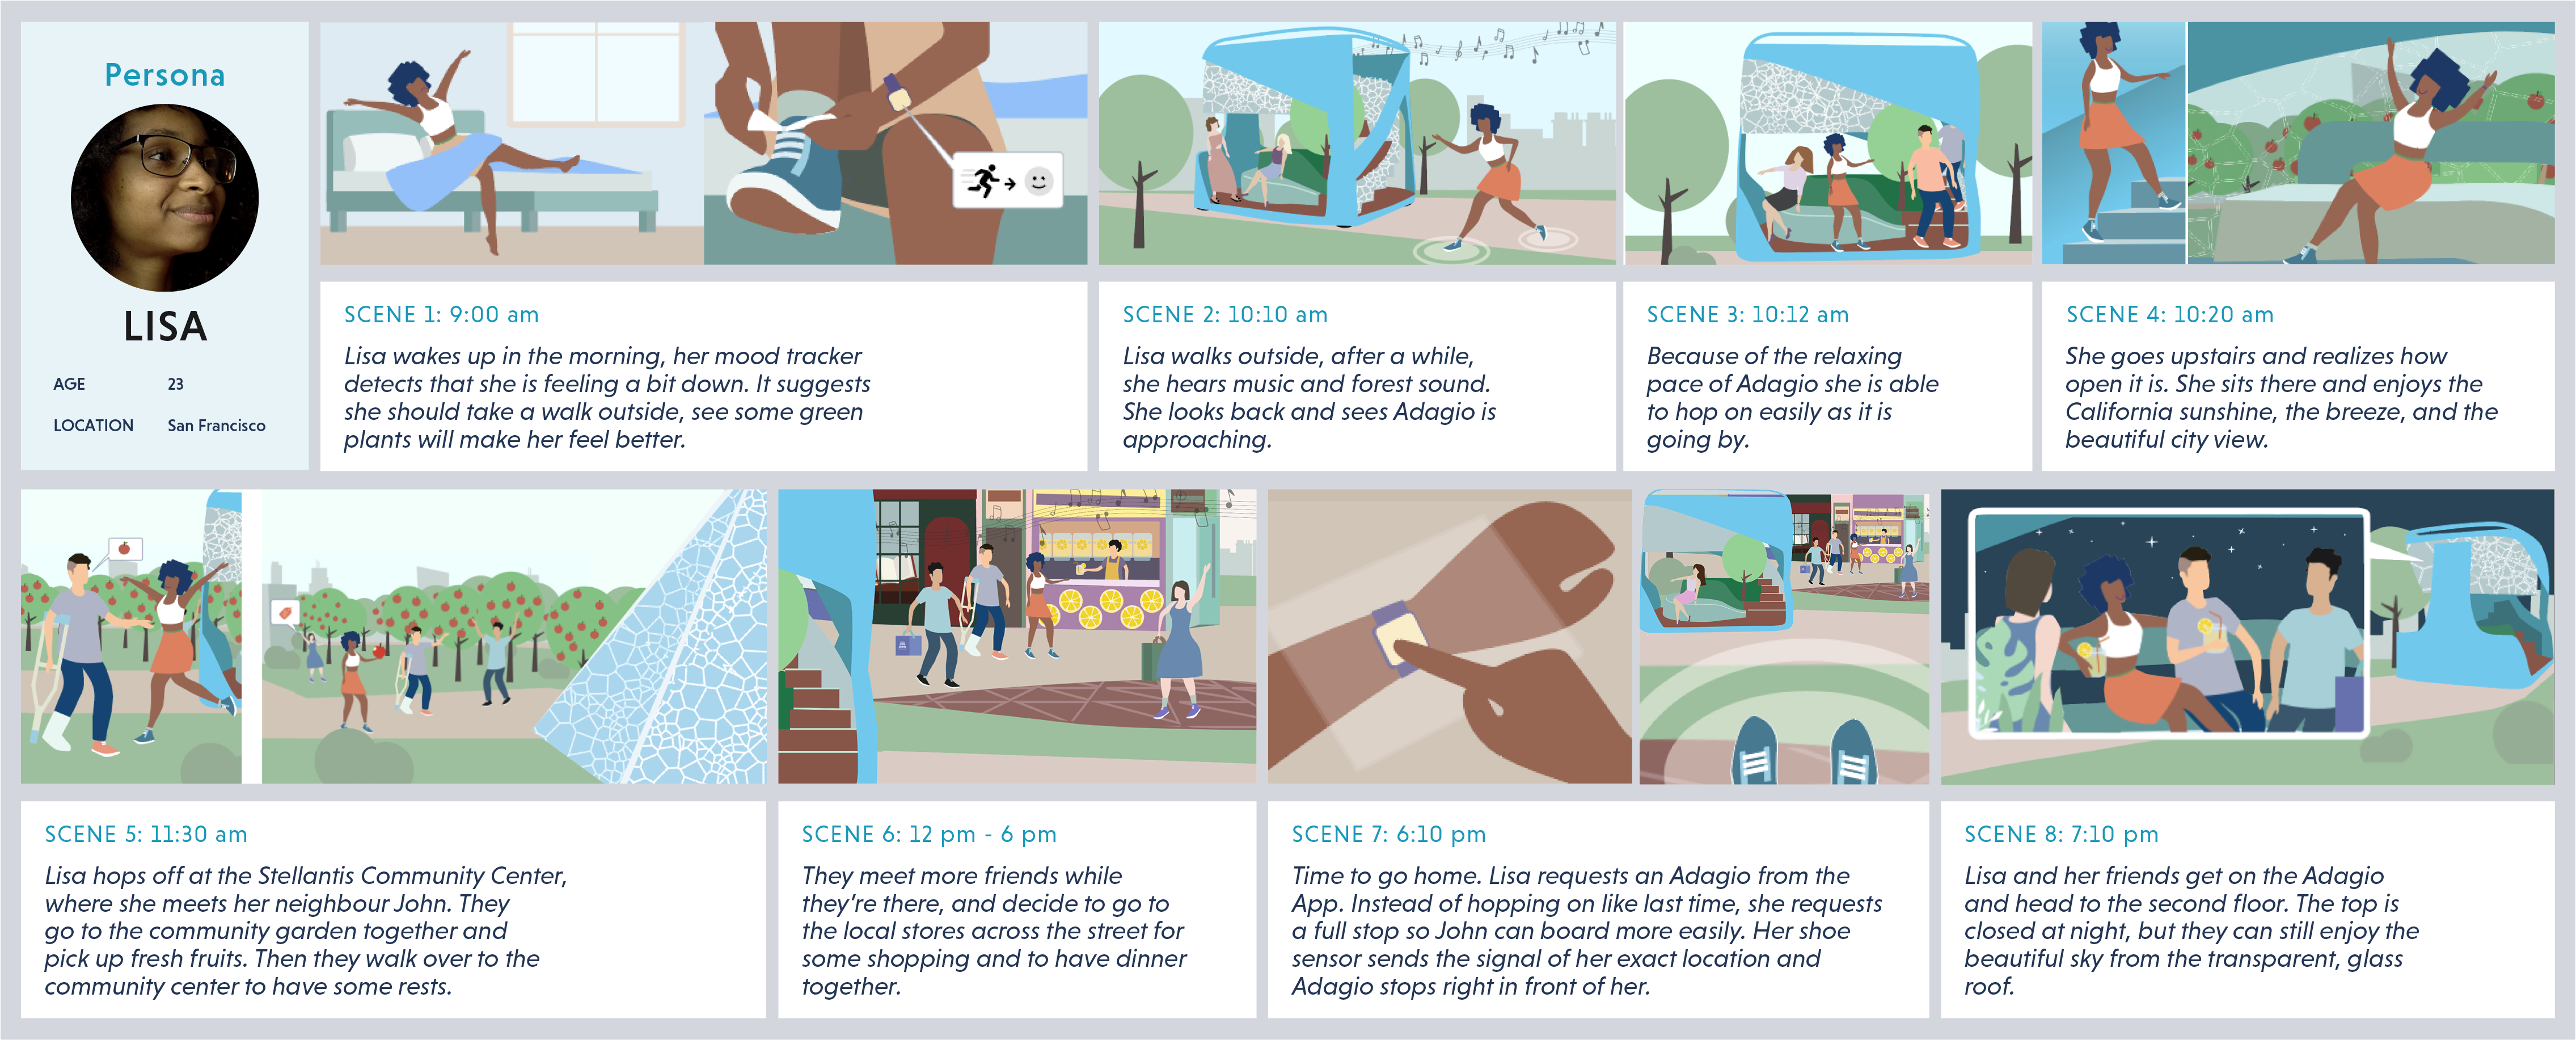 Persona
LISA
AGE 23
LOCATION San Francisco
SCENE 1: 9:00 am
Lisa wakes up in the morning, her mood tracker
detects that she is feeling a bit down. It suggests
she should take a walk outside, see some green
plants will make her feel better.
SCENE 2: 10:10 am
Lisa walks outside, after a while,
she hears music and forest sound.
She looks back and sees Adagio is
approaching.
SCENE 3: 10:12 am
Because of the relaxing
pace of Adagio she is able
to hop on easily as it is
going by.
SCENE 4: 10:20 am
She goes upstairs and realizes how
open it is. She sits there and enjoys the
California sunshine, the breeze, and the
beautiful city view.
SCENE 5: 11:30 am
Lisa hops off at the Stellantis Community Center,
where she meets her neighbour John. They
go to the community garden together and
pick up fresh fruits. Then they walk over to the
community center to have some rests.
SCENE 6: 12 pm - 6 pm
They meet more friends while
they're there, and decide to go to
the local stores across the street for
some shopping and to have dinner
together.
SCENE 7: 6:10 pm
Time to go home. Lisa requests an Adagio from the
App. Instead of hopping on like last time, she requests
a full stop so John can board more easily. Her shoe
sensor sends the signal of her exact location and
Adagio stops right in front of her.
SCENE 8: 7:10 pm
Lisa and her friends get on the Adagio
and head to the second floor. The top is
closed at night, but they can still enjoy the
beautiful sky from the transparent, glass
roof.